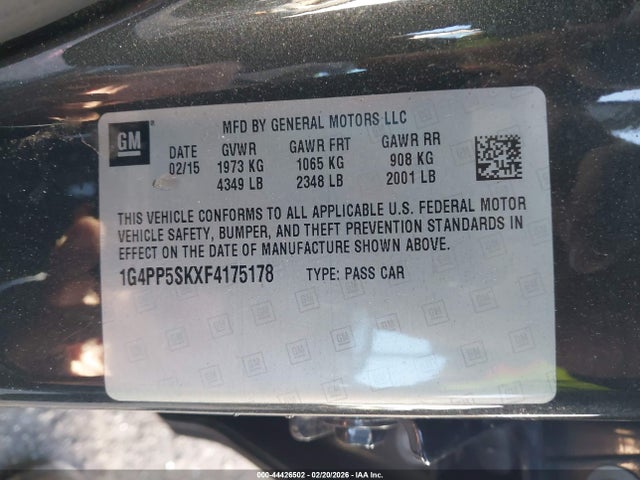 GM
MFD BY GENERAL MOTORS LLC
DATE GVWR GAWR FRT GAWR RR
02/15 1973 KG 1065 KG 908 KG
4349 LB 2348 LB 2001 LB
THIS VEHICLE CONFORMS TO ALL APPLICABLE U.S. FEDERAL MOTOR
VEHICLE SAFETY, BUMPER, AND THEFT PREVENTION STANDARDS IN
EFFECT ON THE DATE OF MANUFACTURE SHOWN ABOVE.
1G4PP5SKXF4175178 TYPE: PASS CAR
000-44426502 - 02/20/2026 - IAA Inc.